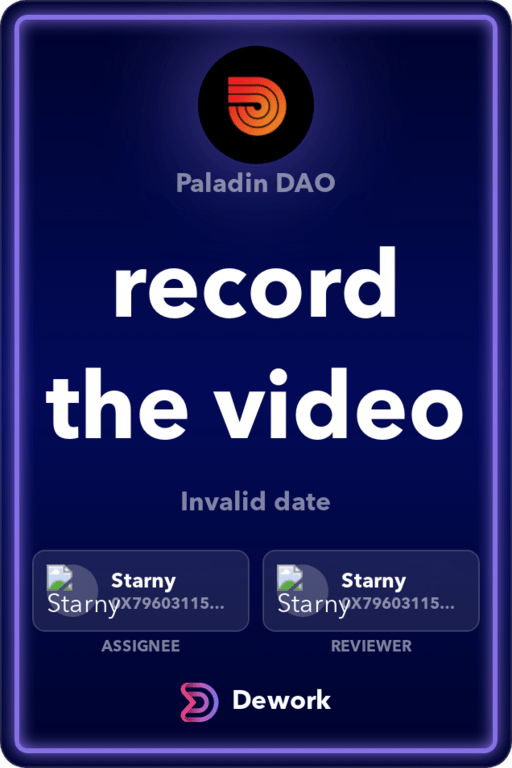 Paladin DAO
record
the video
Invalid date
Starny
Starny
0X79603115...
ASSIGNEE
Starny
Starny
0X79603115...
REVIEWER
Dework